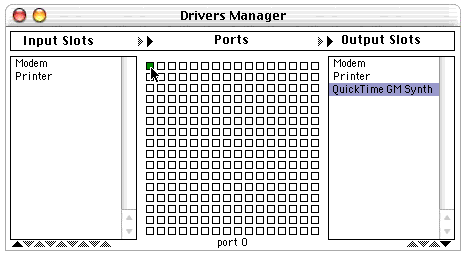 Drivers Manager
Input Slots
Ports
Output Slots
Modem
Printer
Modem
Printer
QuickTime GM Synth
port 0